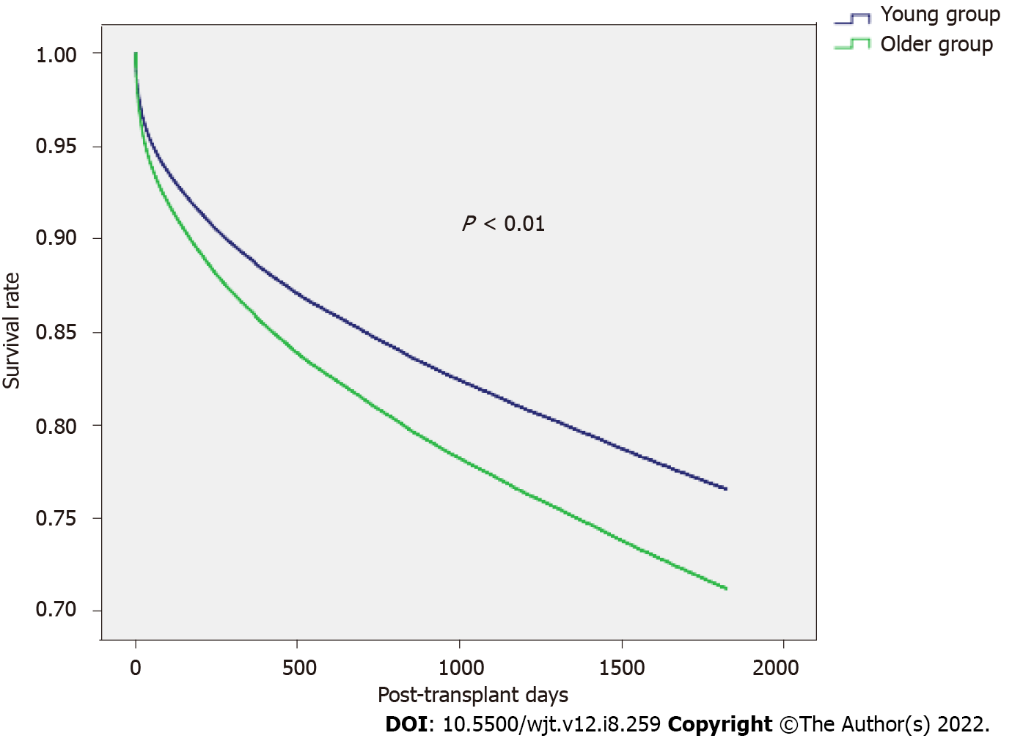 Young group
Older group
1.00
0.95
0.90
0.85
0.80
0.75
0.70
Survival rate
P < 0.01
0 500 1000 1500 2000
Post-transplant days
DOI: 10.5500/wjt.v12.i8.259 Copyright ©The Author(s) 2022.